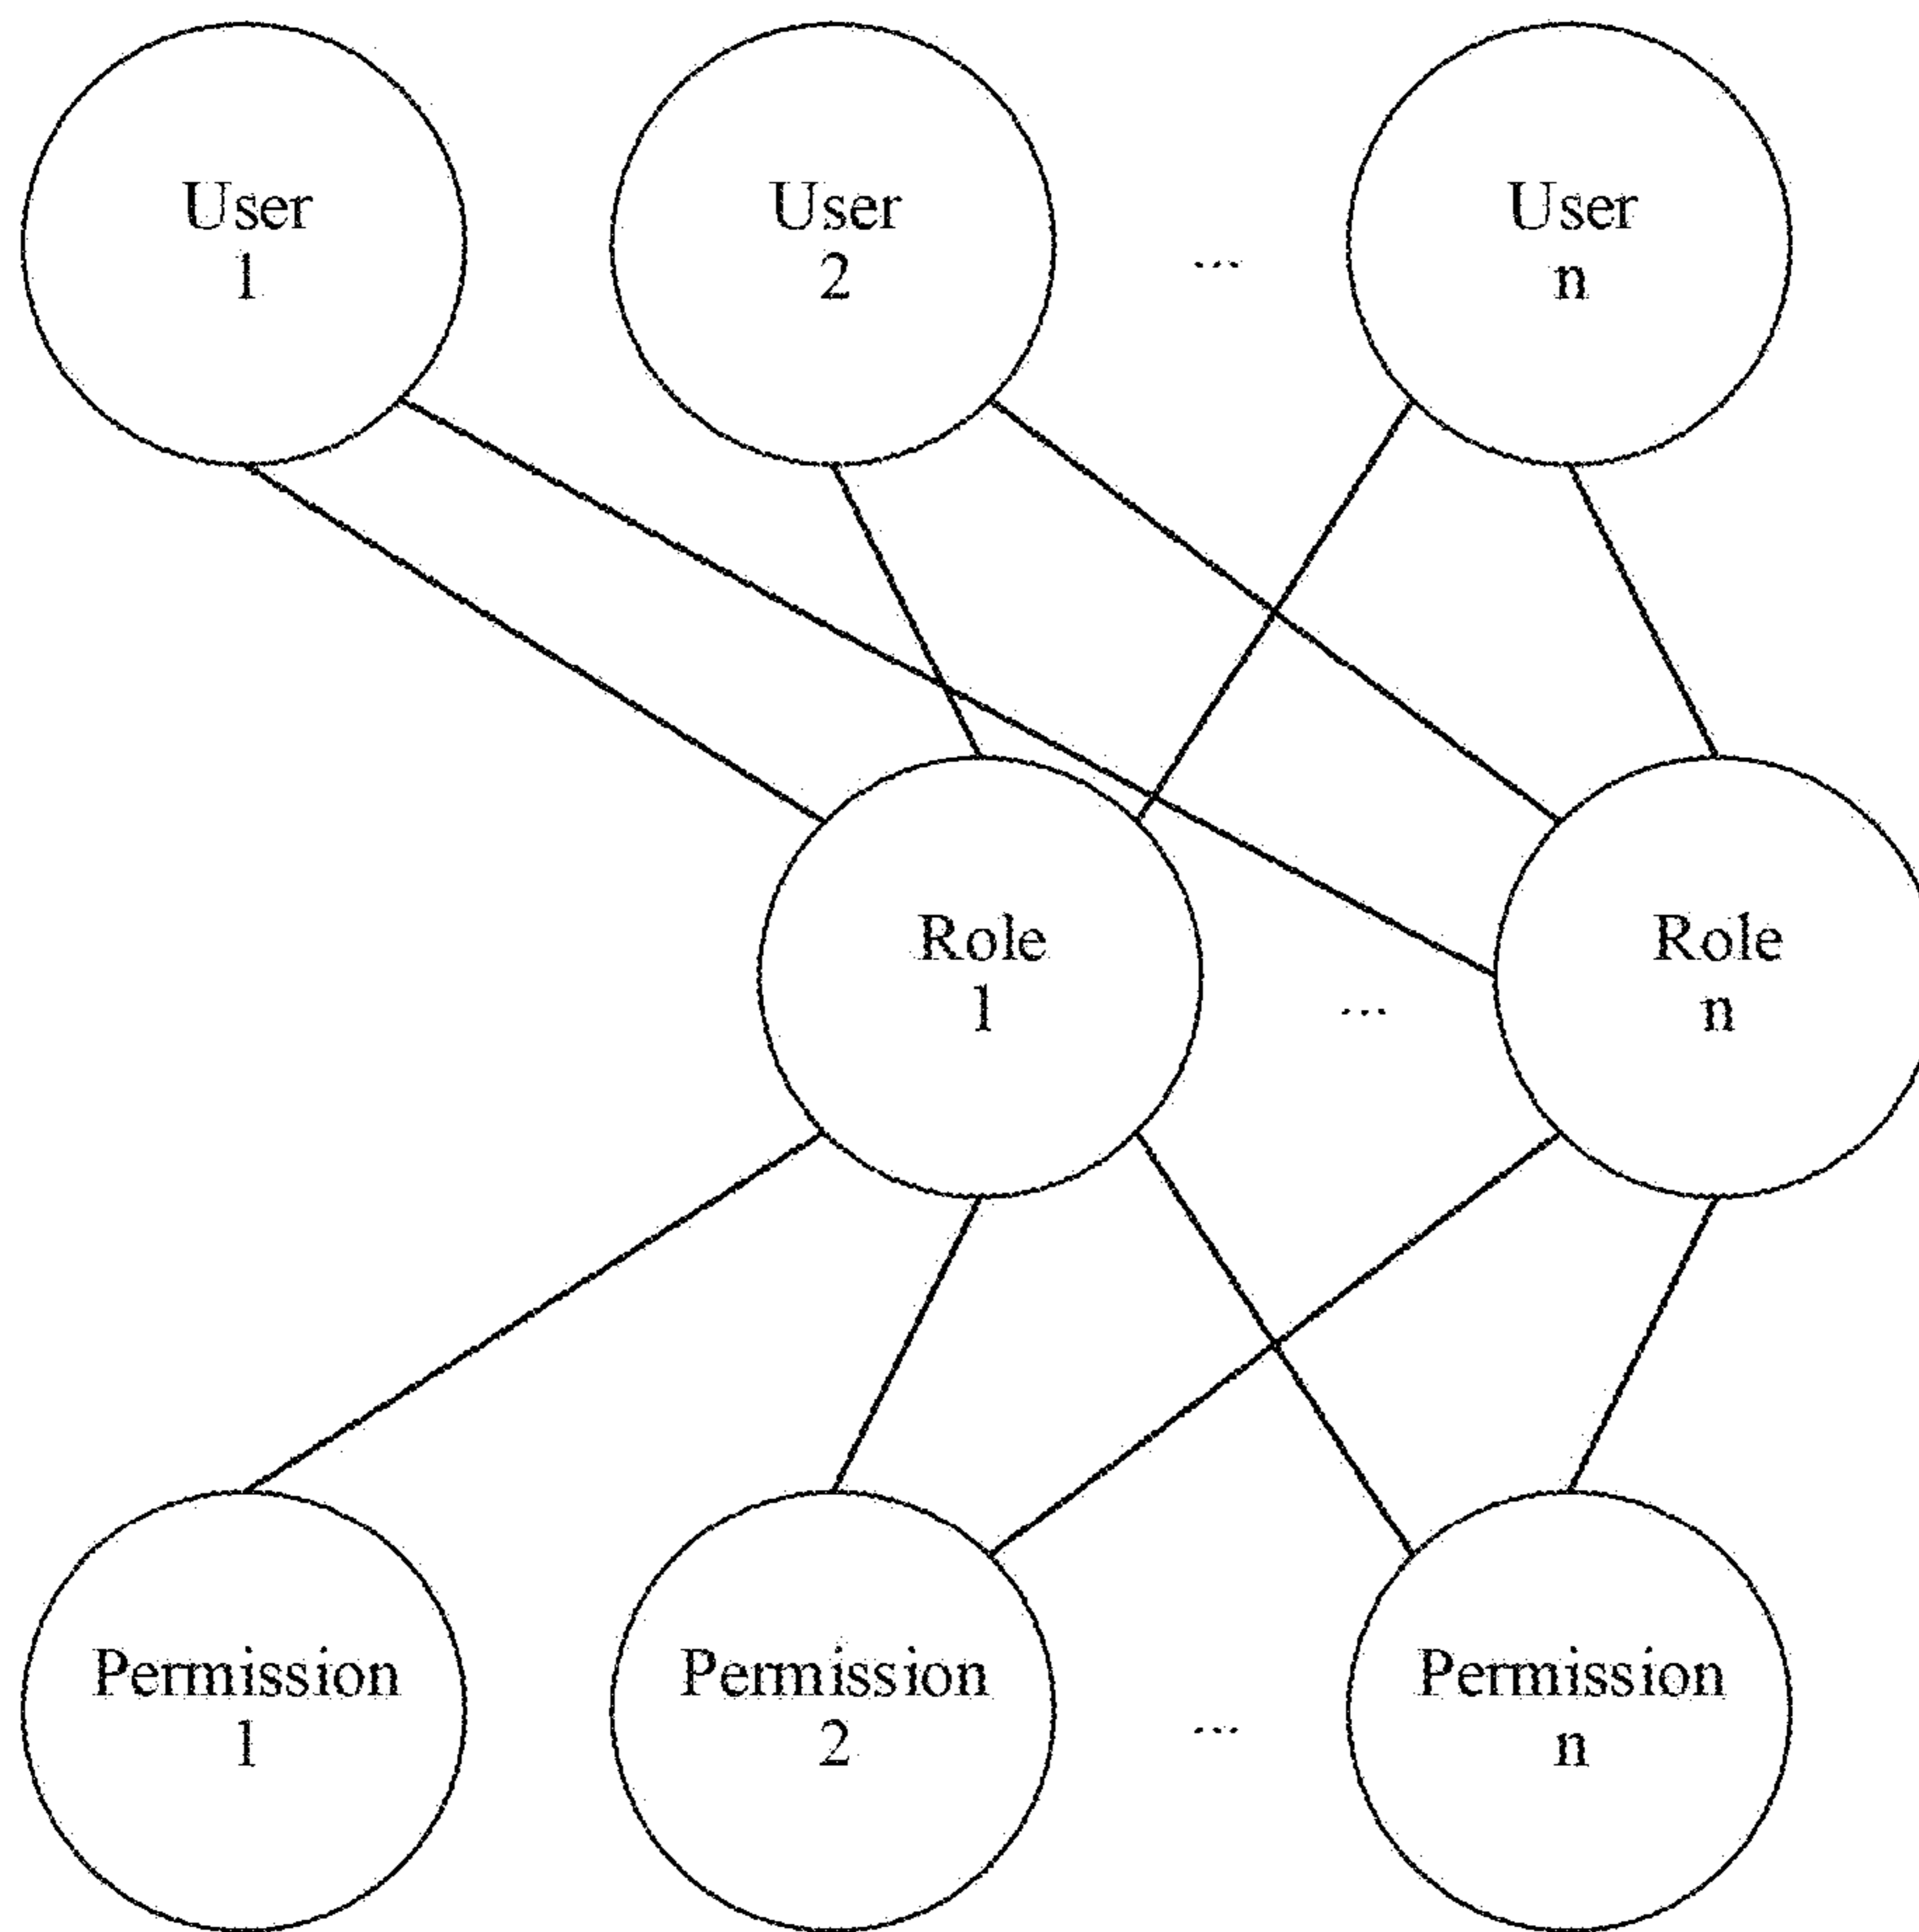 User
1
User
2
...
User
n
Role
1
...
Role
n
Permission
1
Permission
2
...
Permission
n